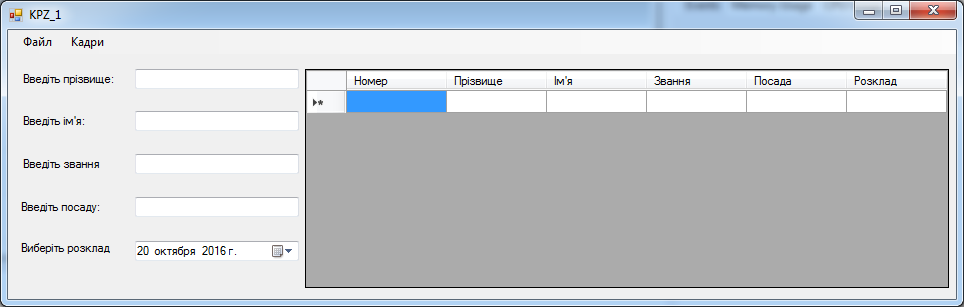 KPZ_1
Файл Кадри
Введіть прізвище:
Введіть ім'я:
Введіть звання
Введіть посаду:
Виберіть розклад 20 октября 2016 г.
Номер Прізвище Ім'я Звання Посада Розклад